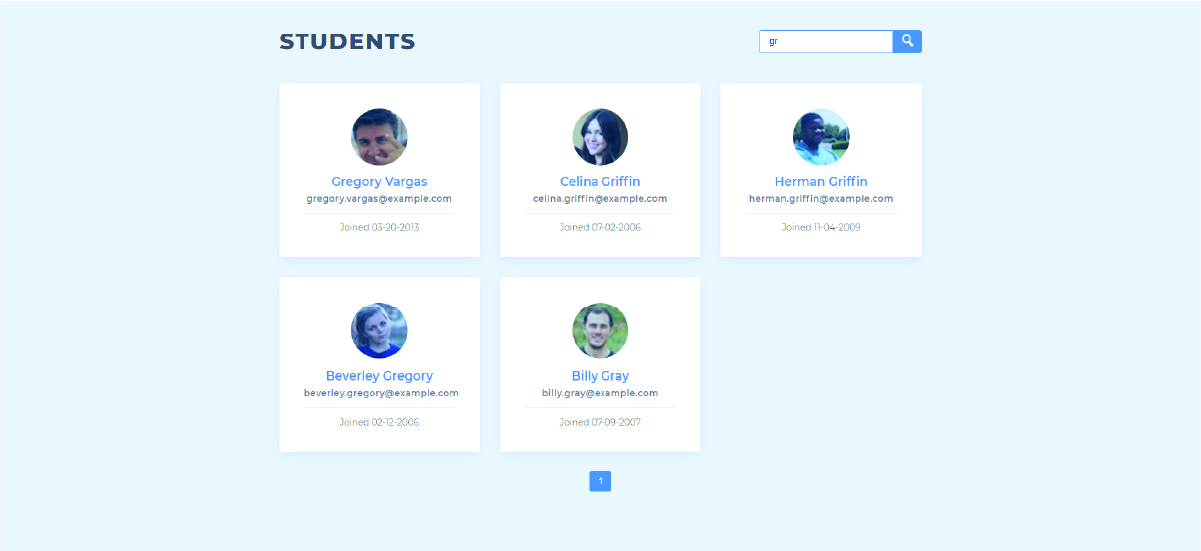 STUDENTS
gr
Gregory Vargas
gregory.vargas@example.com
Joined 03-20-2013
Celina Griffin
celina.griffin@example.com
Joined 07-02-2006
Herman Griffin
herman.griffin@example.com
Joined 11-04-2009
Beverley Gregory
beverley.gregory@example.com
Joined 02-12-2006
Billy Gray
billy.gray@example.com
Joined 07-09-2007
1